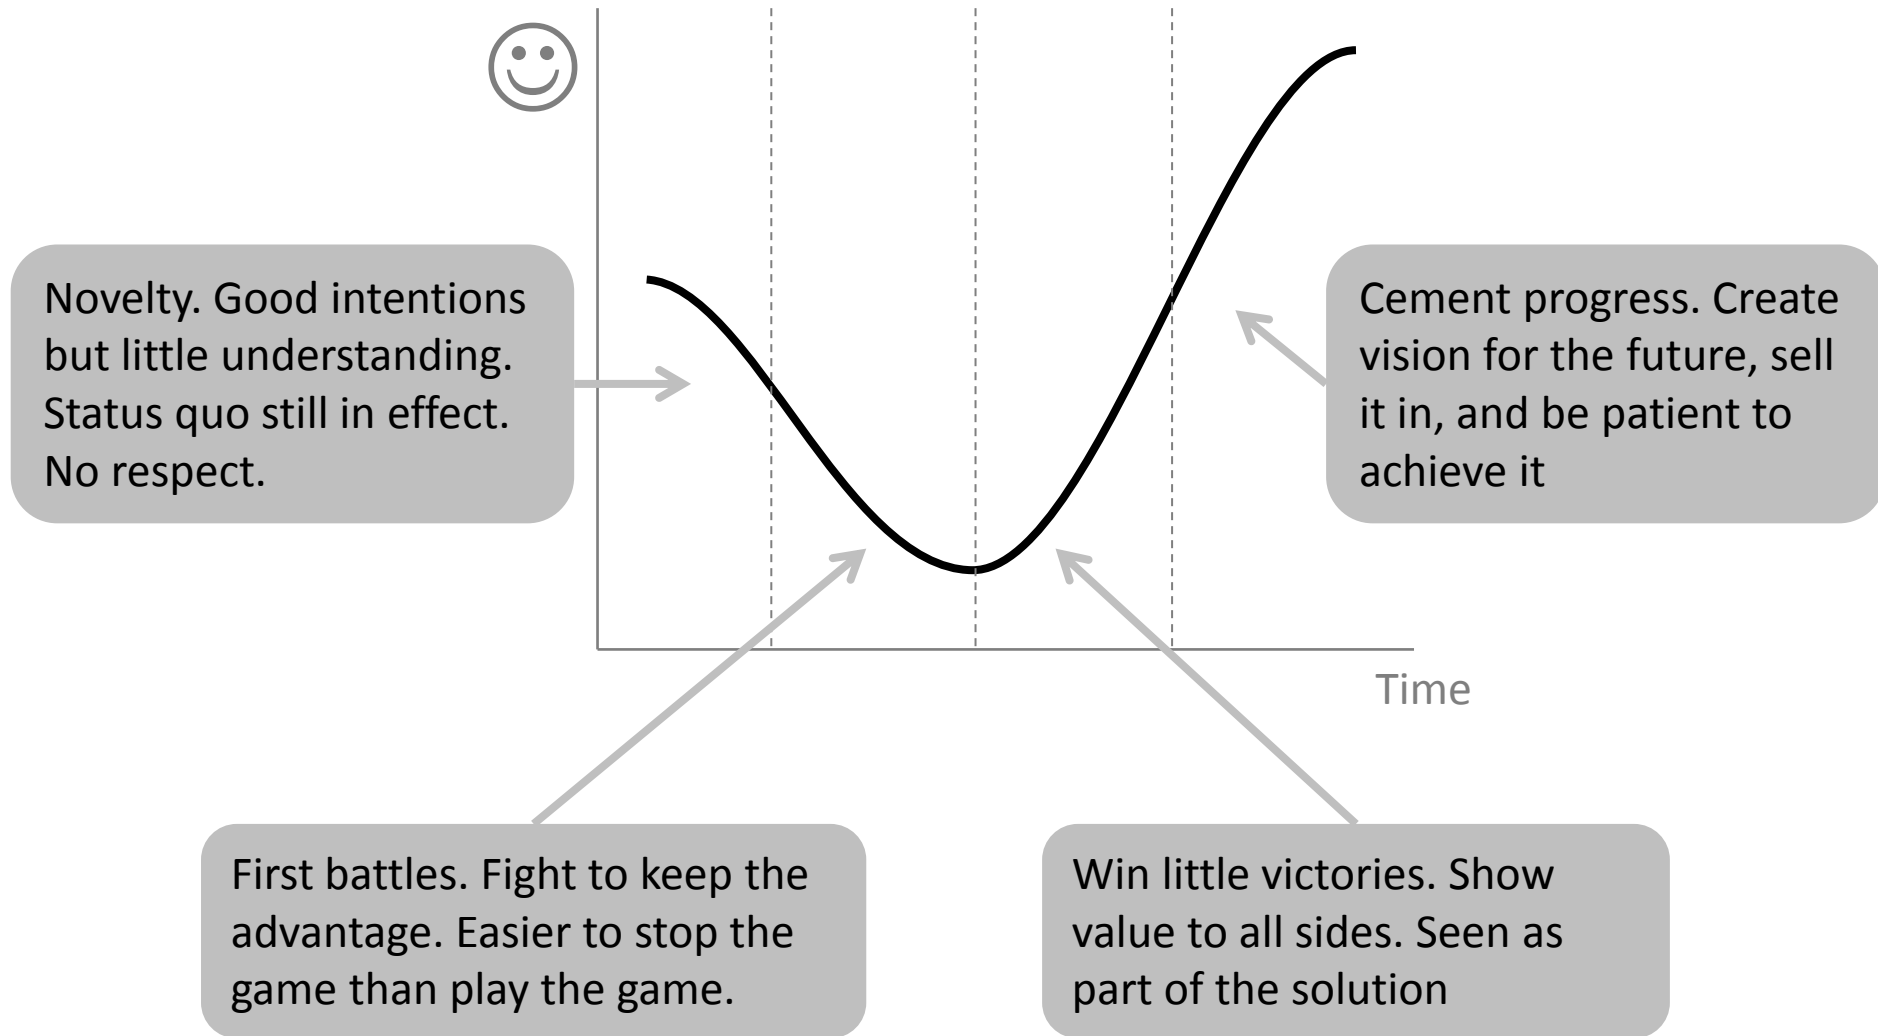 Novelty. Good intentions
but little understanding.
Status quo still in effect.
No respect.
Cement progress. Create
vision for the future, sell
it in, and be patient to
achieve it
Time
First battles. Fight to keep the
advantage. Easier to stop the
game than play the game.
Win little victories. Show
value to all sides. Seen as
part of the solution